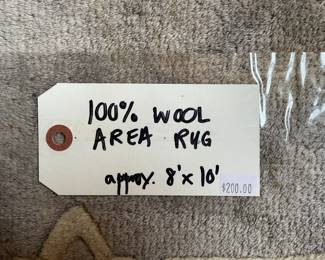 100% WOOL
AREA RUG
approx. 8' x 10'
$200.00